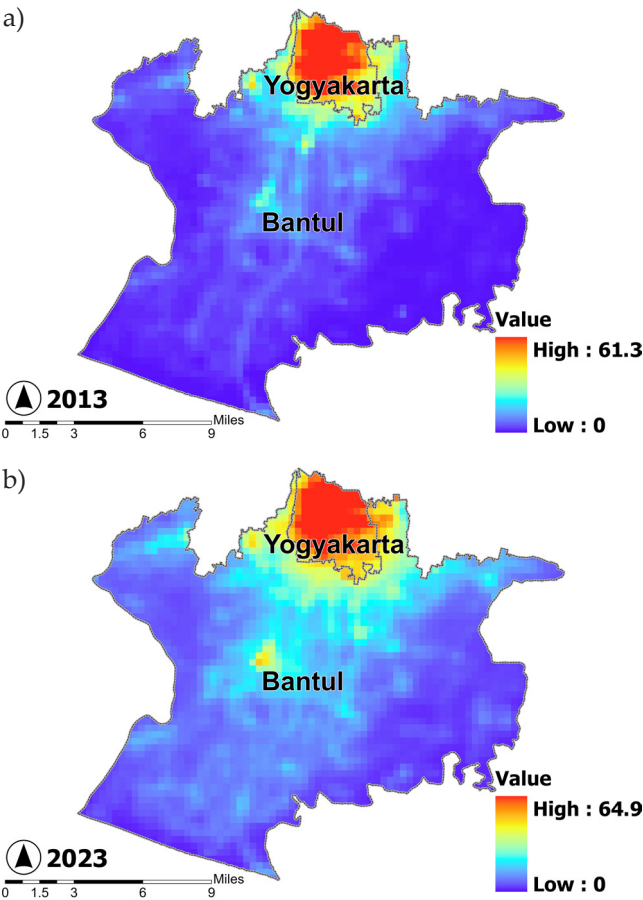 a)
Yogyakarta
Bantul
Value
High : 61.3
Low : 0
2013
0 1.5 3 6 9 Miles
b)
Yogyakarta
Bantul
Value
High : 64.9
Low : 0
2023
0 1.5 3 6 9 Miles